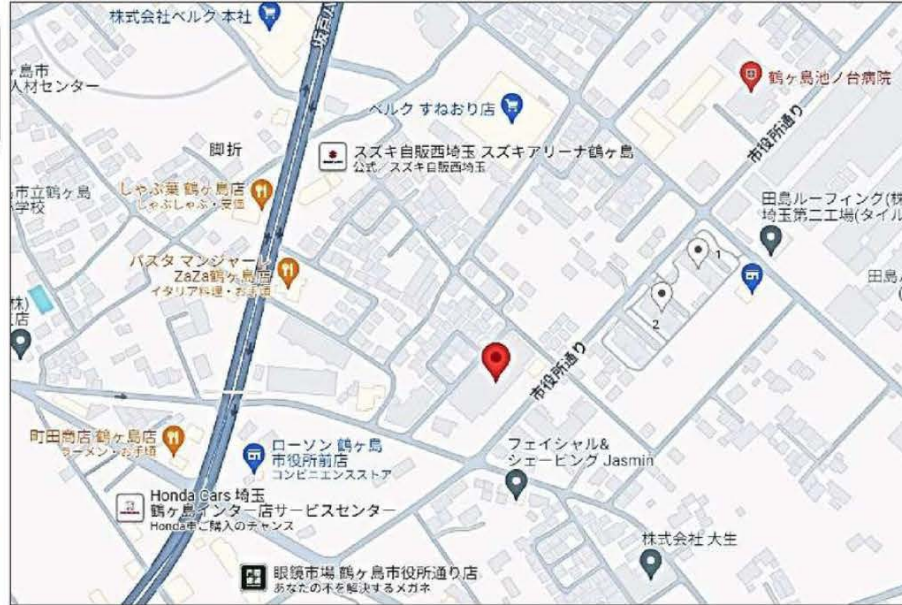 株式会社ベルク 本社
ヶ島市
人材センター
鶴ヶ島池ノ台病院
ベルク すねおり店
市役所通り
脚折
スズキ自販西埼玉 スズキアリーナ鶴ヶ島
公式／スズキ自販西埼玉
しゃぶ葉 鶴ヶ島店
しゃぶしゃぶ・
市立鶴ヶ島
学校
田島ルーフィング(株
埼玉第二工場(タイル
パスタ マンジャーレ
ZaZa鶴ヶ島店
イタリア料理・お手頃
1
2
田島
株)
店
市役所通り
町田商店 鶴ヶ島店
ラーメン・お手頃
ローソン 鶴ヶ島
市役所前店
コンビニエンスストア
フェイシャル&
シェービング Jasmin
Honda Cars 埼玉
鶴ヶ島インター店サービスセンター
Honda車ご購入のチャンス
株式会社 大生
眼鏡市場 鶴ヶ島市役所通り店
あなたの不を解決するメガネ